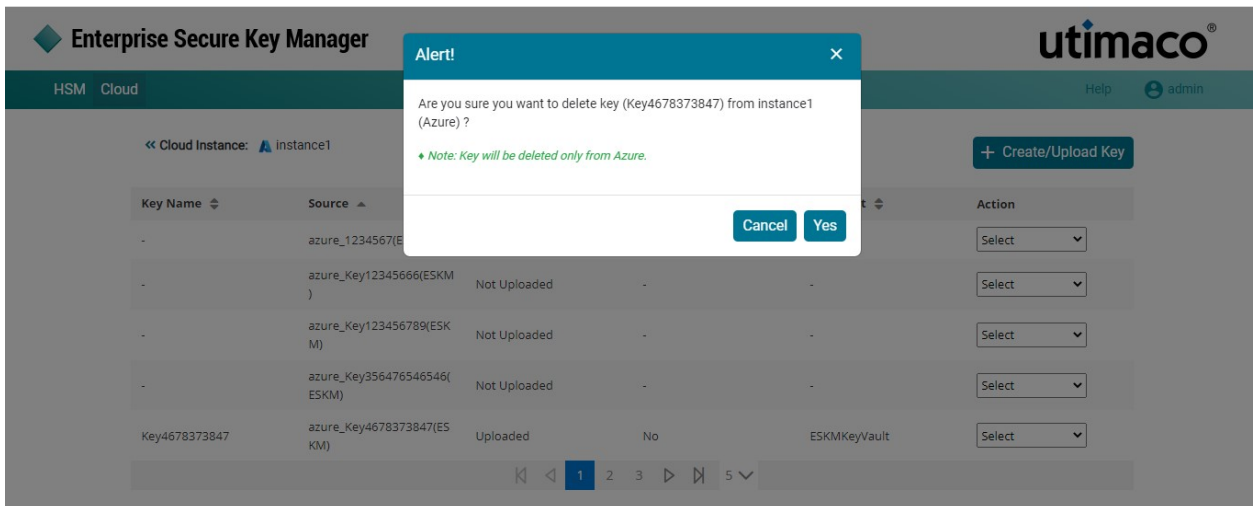 Enterprise Secure Key Manager
utimaco®
Alert!
×
Are you sure you want to delete key (Key4678373847) from instance1
(Azure) ?
♦ Note: Key will be deleted only from Azure.
Cancel Yes
HSM Cloud
Help admin
« Cloud Instance: instance1
+ Create/Upload Key
Key Name Source t Action
- azure_1234567(E Select
azure_Key12345666(ESKM
- Not Uploaded - - Select
)
azure_Key123456789(ESK
- Not Uploaded - - Select
M)
azure_Key356476546546(
- Not Uploaded - - Select
ESKM)
azure_Key4678373847(ES
Key4678373847 Uploaded No ESKMKeyVault Select
KM)
1 2 3 5